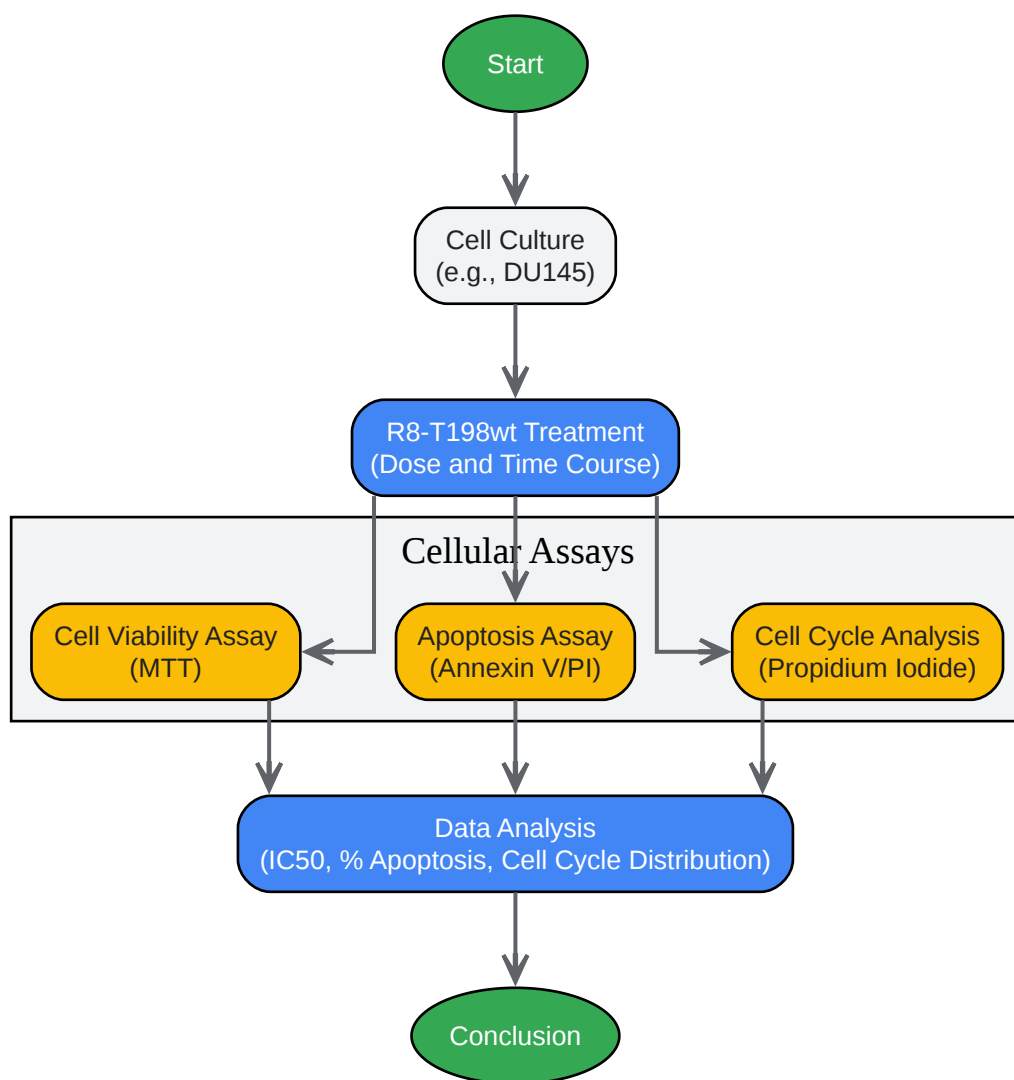 Start
Cell Culture
(e.g., DU145)
R8-T198wt Treatment
(Dose and Time Course)
Cellular Assays
Cell Viability Assay
(MTT)
Apoptosis Assay
(Annexin V/PI)
Cell Cycle Analysis
(Propidium Iodide)
Data Analysis
(IC50, % Apoptosis, Cell Cycle Distribution)
Conclusion